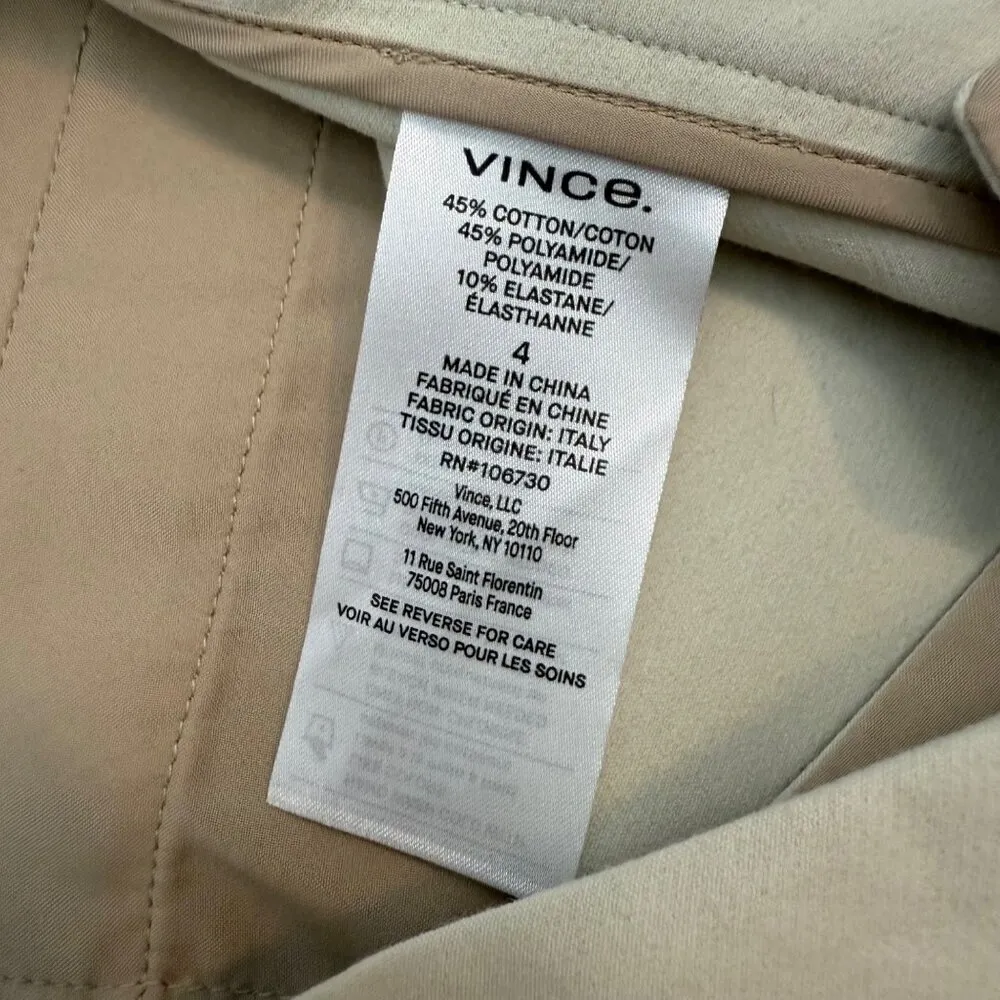 VINCE.
45% COTTON/COTON
45% POLYAMIDE/
POLYAMIDE
10% ELASTANE/
ÉLASTHANNE
4
MADE IN CHINA
FABRIQUÉ EN CHINE
FABRIC ORIGIN: ITALY
TISSU ORIGINE: ITALIE
RN#106730
Vince, LLC
500 Fifth Avenue, 20th Floor
New York, NY 10110
11 Rue Saint Florentin
75008 Paris France
SEE REVERSE FOR CARE
VOIR AU VERSO POUR LES SOINS